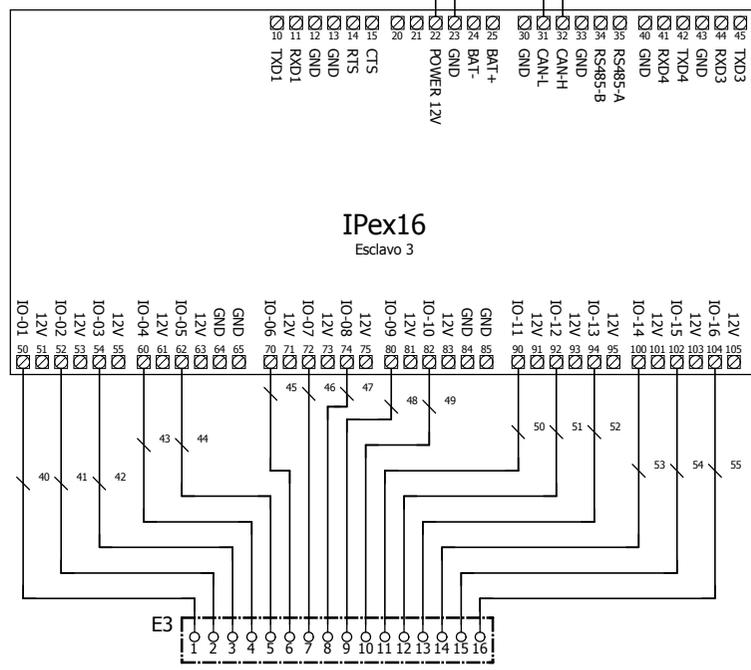 10 11 12 13 14 15 20 21 22 23 24 25 30 31 32 33 34 35 40 41 42 43 44 45
TXD1 RXD1 GND GND RTS CTS POWER 12V GND BAT- BAT+ GND CAN-L CAN-H GND RS485-B RS485-A GND RXD4 TXD4 GND RXD3 TXD3
IPex16
Esclavo 3
IO-01 12V IO-02 12V IO-03 12V IO-04 12V IO-05 12V GND GND IO-06 12V IO-07 12V IO-08 12V IO-09 12V IO-10 12V GND GND IO-11 12V IO-12 12V IO-13 12V IO-14 12V IO-15 12V IO-16 12V
50 51 52 53 54 55 60 61 62 63 64 65 70 71 72 73 74 75 80 81 82 83 84 85 90 91 92 93 94 95 100 101 102 103 104 105
45 46 47 48 49
43 44 50 51 52
40 41 42 53 54 55
E3
1 2 3 4 5 6 7 8 9 10 11 12 13 14 15 16